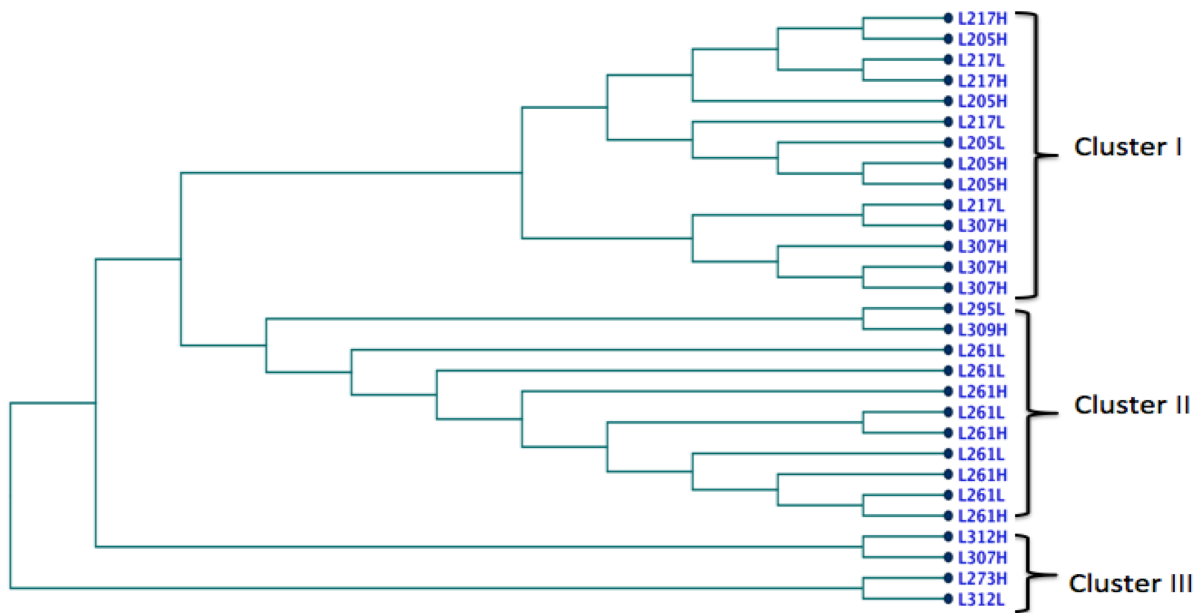 L217H
L205H
L217L
L217H
L205H
L217L
L205L
L205H
L205H
L217L
L307H
L307H
L307H
L307H
L295L
L309H
L261L
L261L
L261H
L261L
L261H
L261L
L261H
L261L
L261H
L312H
L307H
L273H
L312L
Cluster I
Cluster II
Cluster III